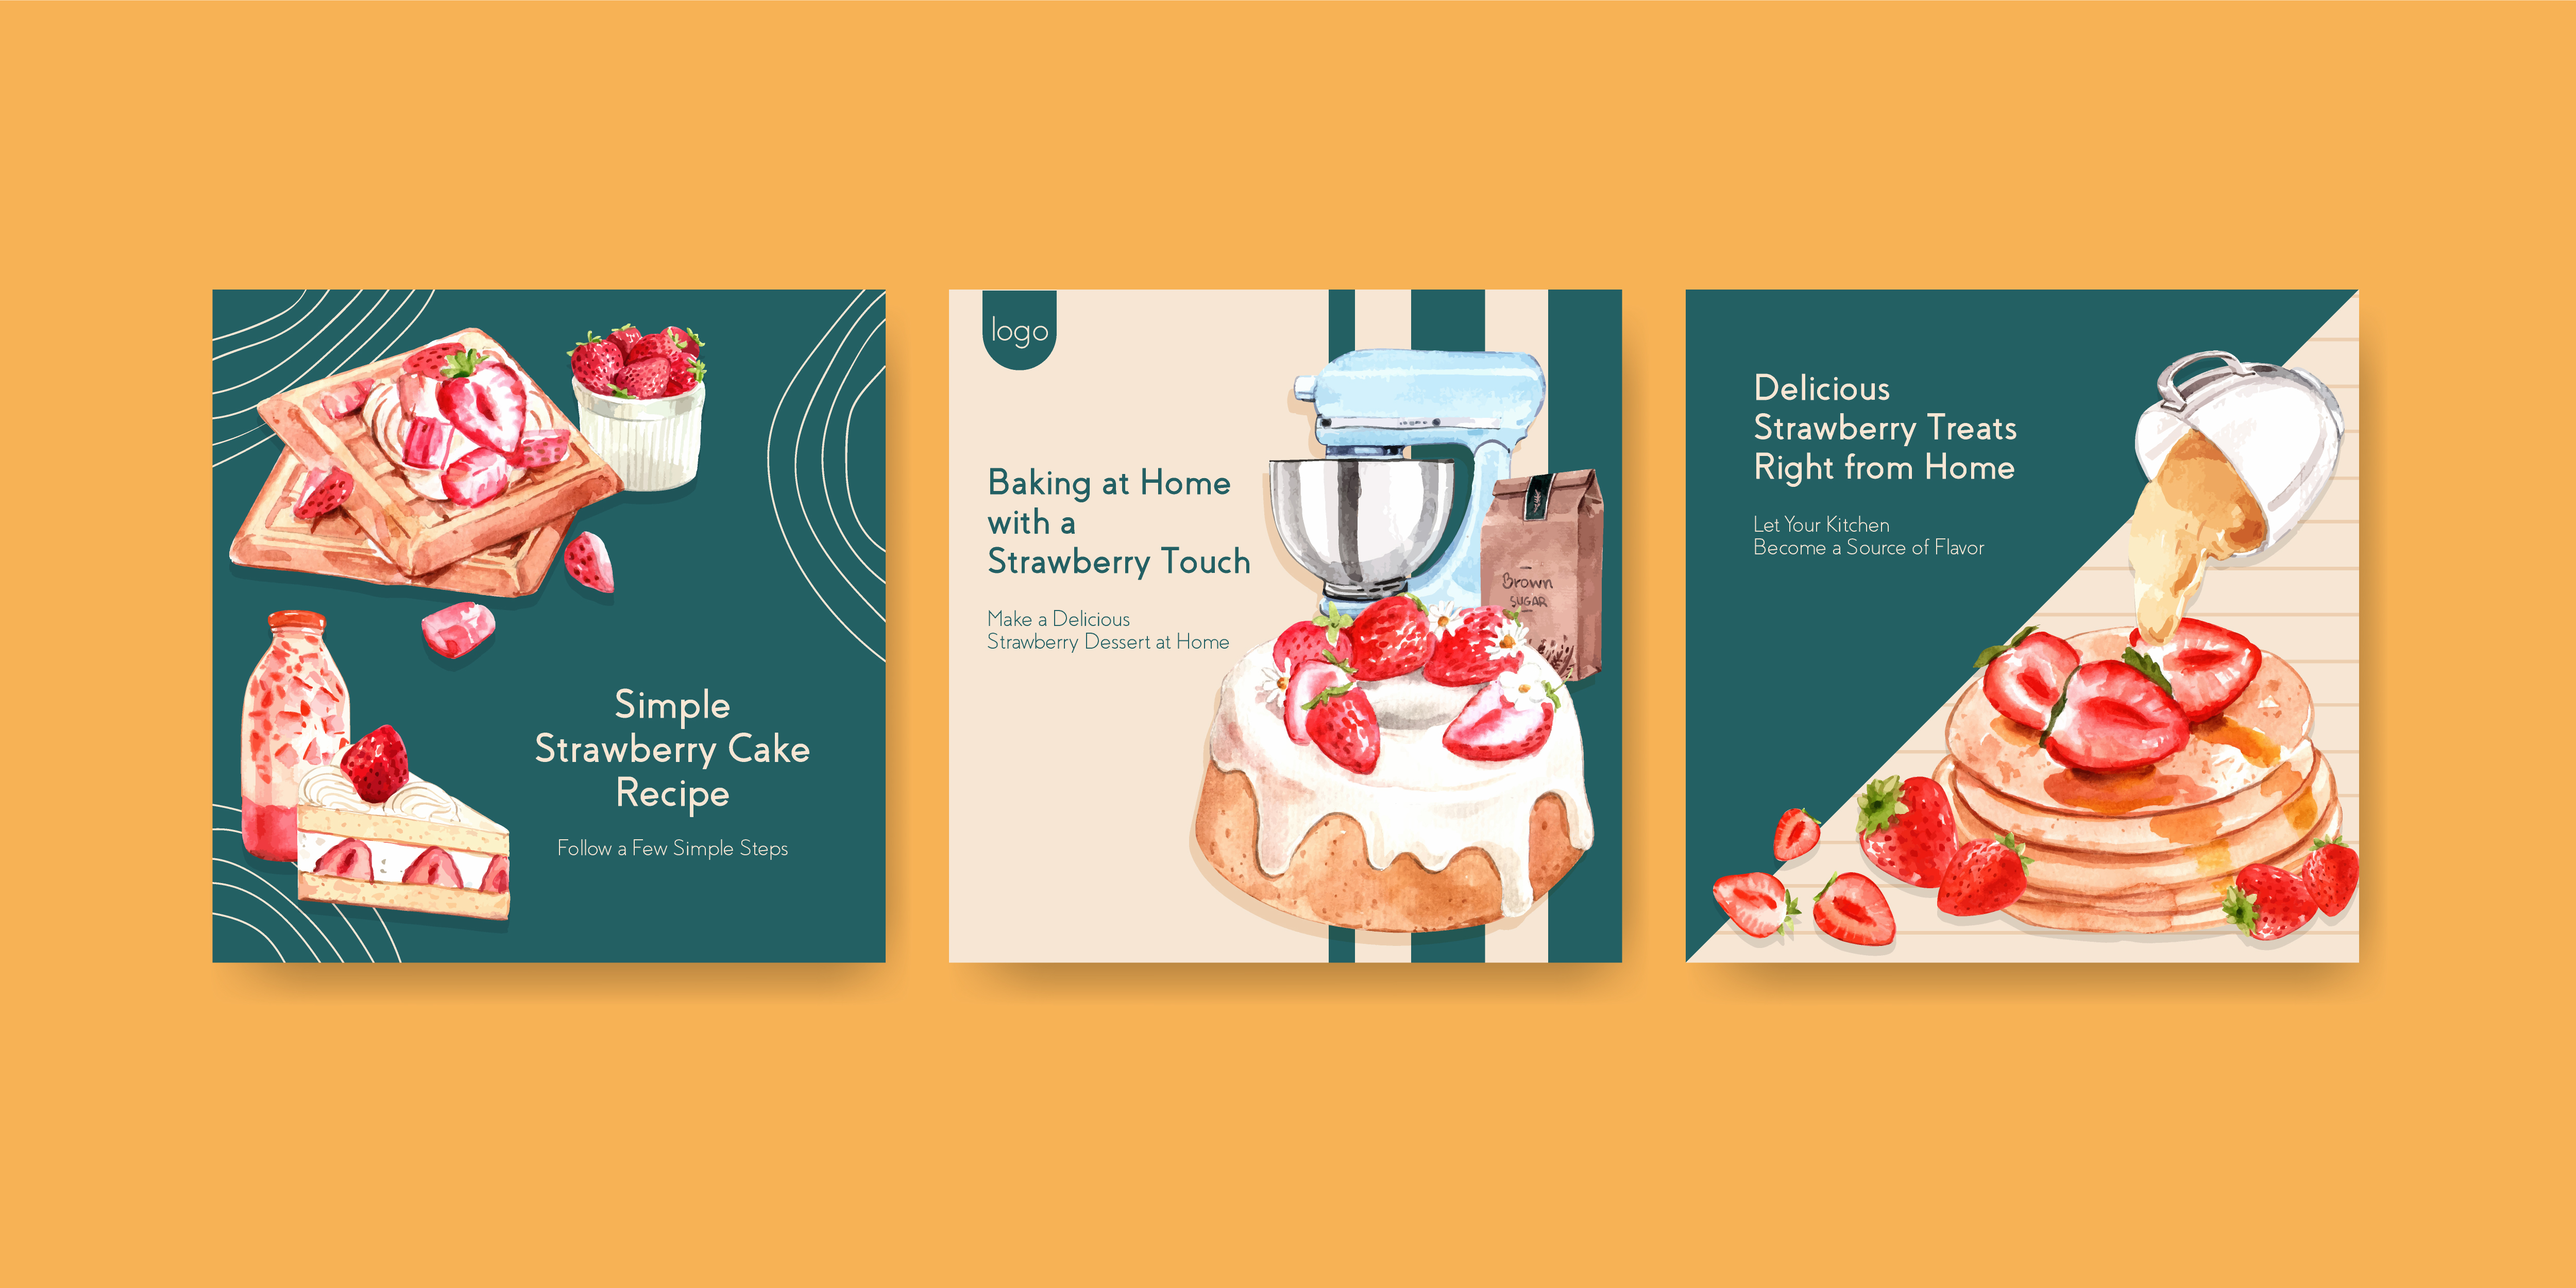 Simple
Strawberry Cake
Recipe
Follow a Few Simple Steps
logo
Baking at Home
with a
Strawberry Touch
Make a Delicious
Strawberry Dessert at Home
Brown
SUGAR
Delicious
Strawberry Treats
Right from Home
Let Your Kitchen
Become a Source of Flavor